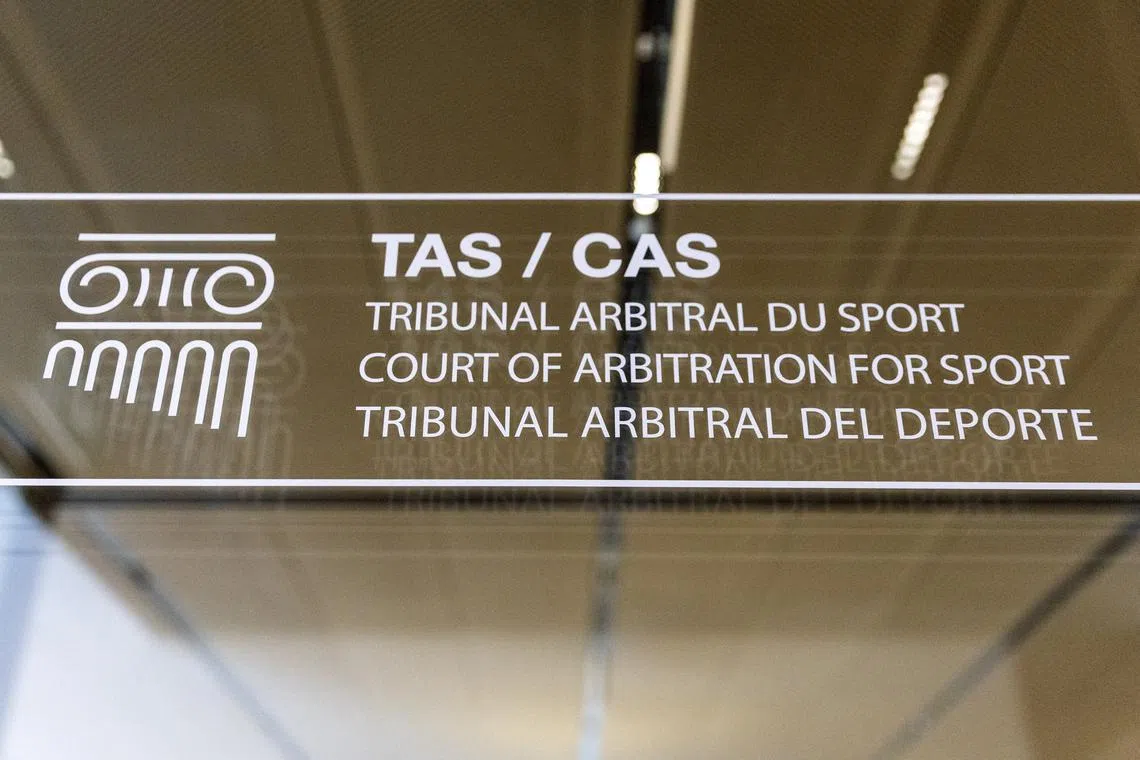 TAS / CAS
TRIBUNAL ARBITRAL DU SPORT
COURT OF ARBITRATION FOR SPORT
TRIBUNAL ARBITRAL DEL DEPORTE